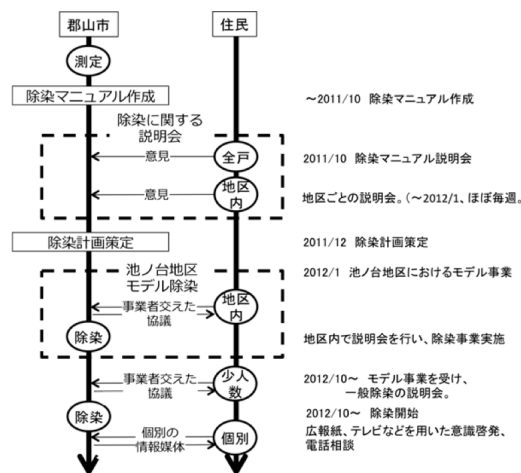 郡山市
住民
測定
除染マニュアル作成
～2011/10 除染マニュアル作成
除染に関する
説明会
意見
全戸
2011/10 除染マニュアル説明会
意見
地区
内
地区ごとの説明会。(～2012/1、ほぼ毎週。
除染計画策定
2011/12 除染計画策定
池ノ台地区
モデル除染
2012/1 池ノ台地区におけるモデル事業
事業者交えた
協議
地区
内
除染
地区内で説明会を行い、除染事業実施
事業者交えた
協議
少人
数
2012/10～ モデル事業を受け、
一般除染の説明会。
除染
2012/10～ 除染開始
個別の
情報媒体
個別
広報紙、テレビなどを用いた意識啓発、
電話相談